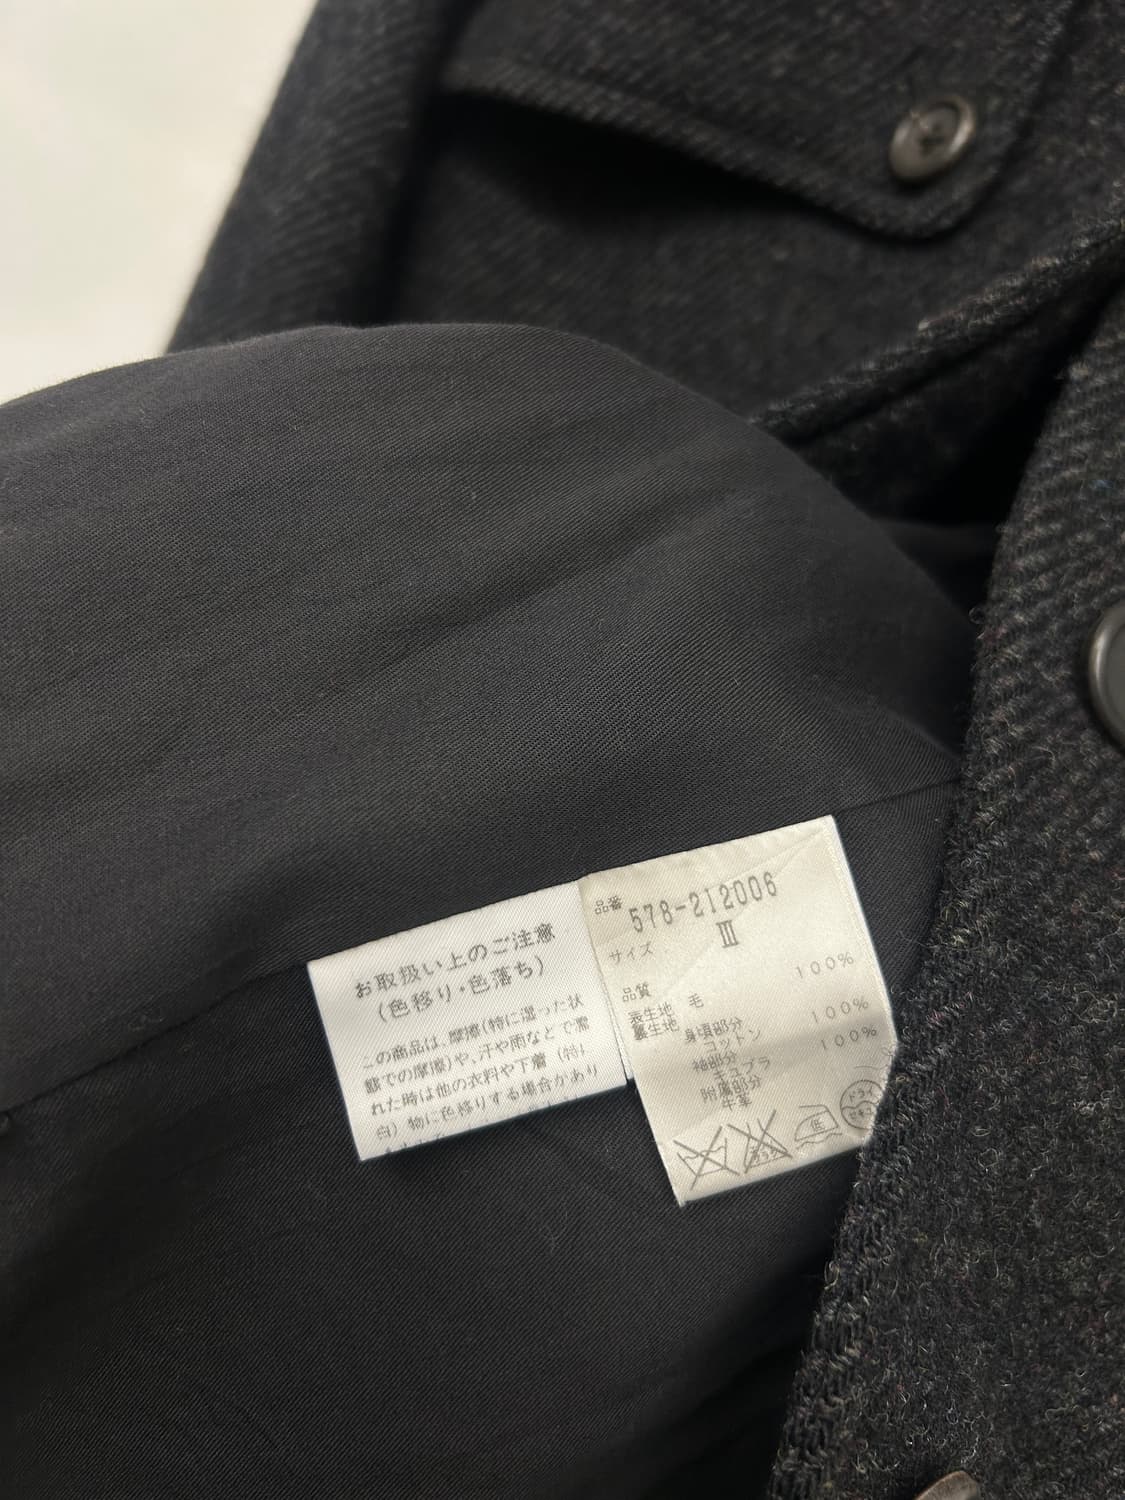 お取扱い上のご注意
(色移り・色落ち)
この商品は、摩擦(特に湿った状
態での摩擦)や、汗や雨などで濡
れた時は他の衣料や下着(特に
白)物に色移りする場合があり
品番 578-212006
サイズ Ⅲ
品質
表生地 毛 100%
裏生地 身頃部分
コットン 100%
袖部分
キュプラ 100%
附属部分
牛革
低
ドライ